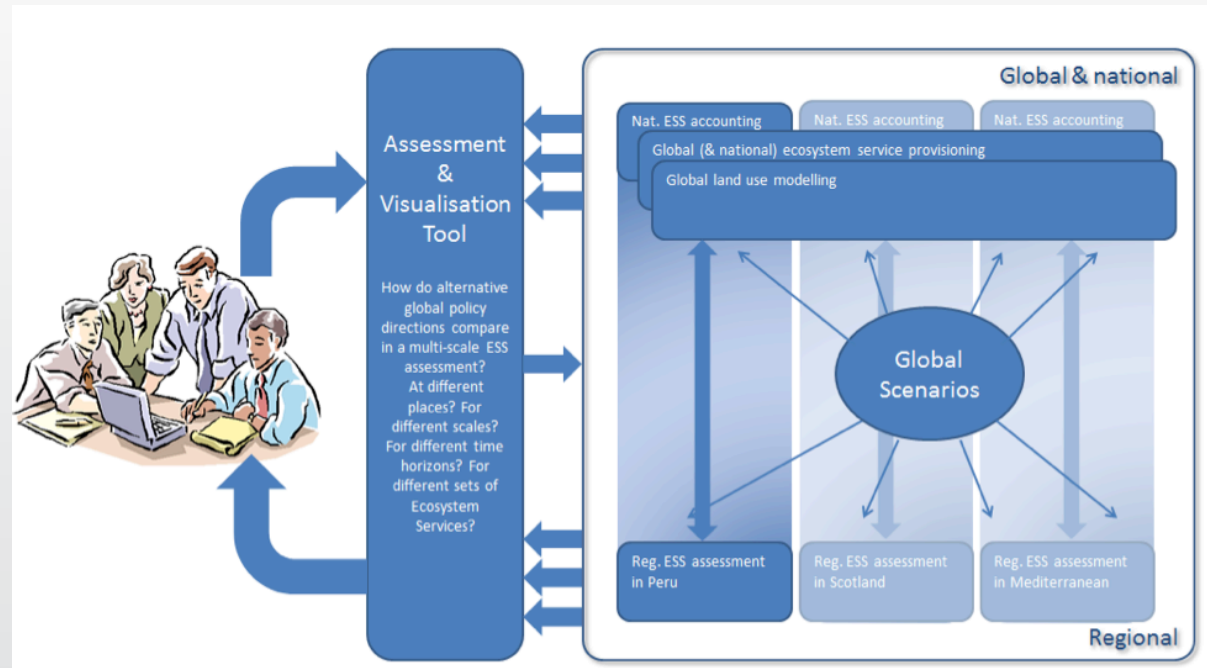 Assessment
&
Visualisation
Tool
How do alternative
global policy
directions compare
in a multi-scale ESS
assessment?
At different
places? For
different scales?
For different time
horizons? For
different sets of
Ecosystem
Services?
Global & national
Nat. ESS accounting
Nat. ESS accounting
Nat. ESS accounting
Global (& national) ecosystem service provisioning
Global land use modelling
Global
Scenarios
Reg. ESS assessment
in Peru
Reg. ESS assessment
in Scotland
Reg. ESS assessment
in Mediterranean
Regional